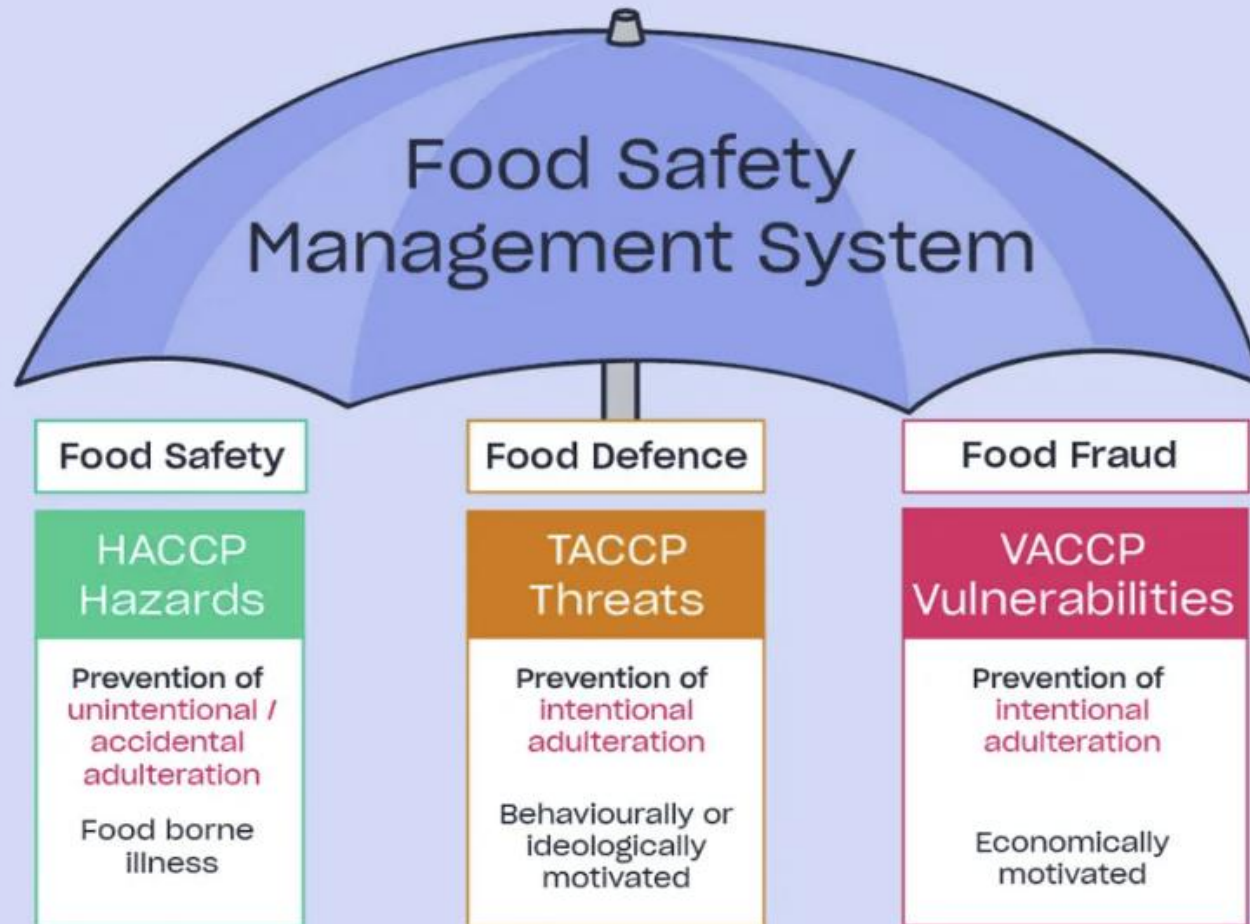 Food Safety
Management System
Food Safety
HACCP
Hazards
Prevention of
unintentional /
accidental
adulteration
Food borne
illness
Food Defence
TACCP
Threats
Prevention of
intentional
adulteration
Behaviourally or
ideologically
motivated
Food Fraud
VACCP
Vulnerabilities
Prevention of
intentional
adulteration
Economically
motivated